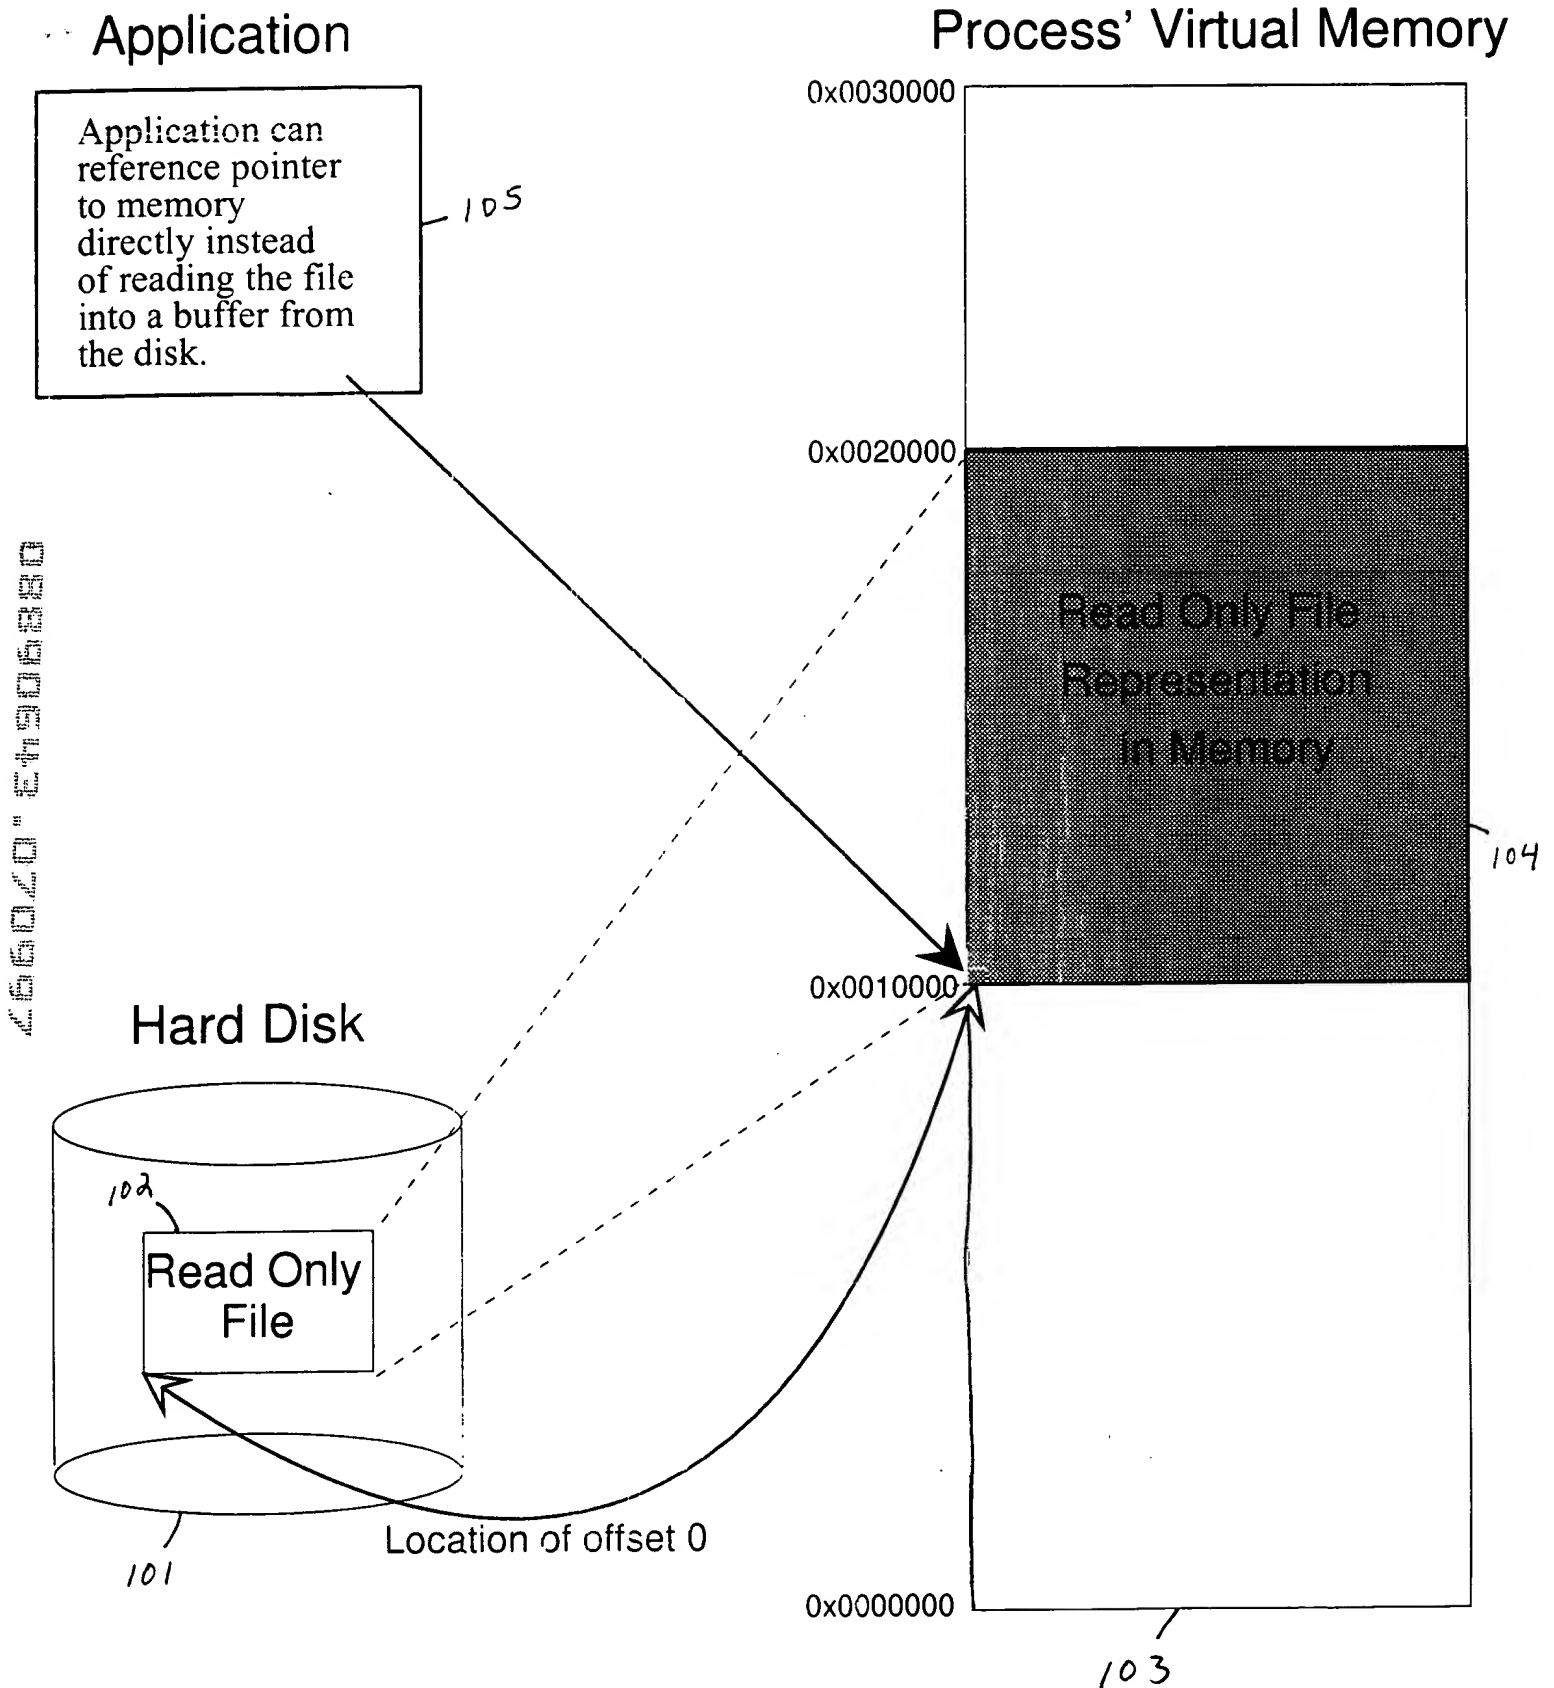 Application
Process’ Virtual Memory
Application can
reference pointer
to memory
directly instead
of reading the file
into a buffer from
the disk.
105
0x0030000
0x0020000
Read Only File
Representation
in Memory
104
0x0010000
08890643.070997
Hard Disk
102
Read Only
File
Location of offset 0
101
0x0000000
103